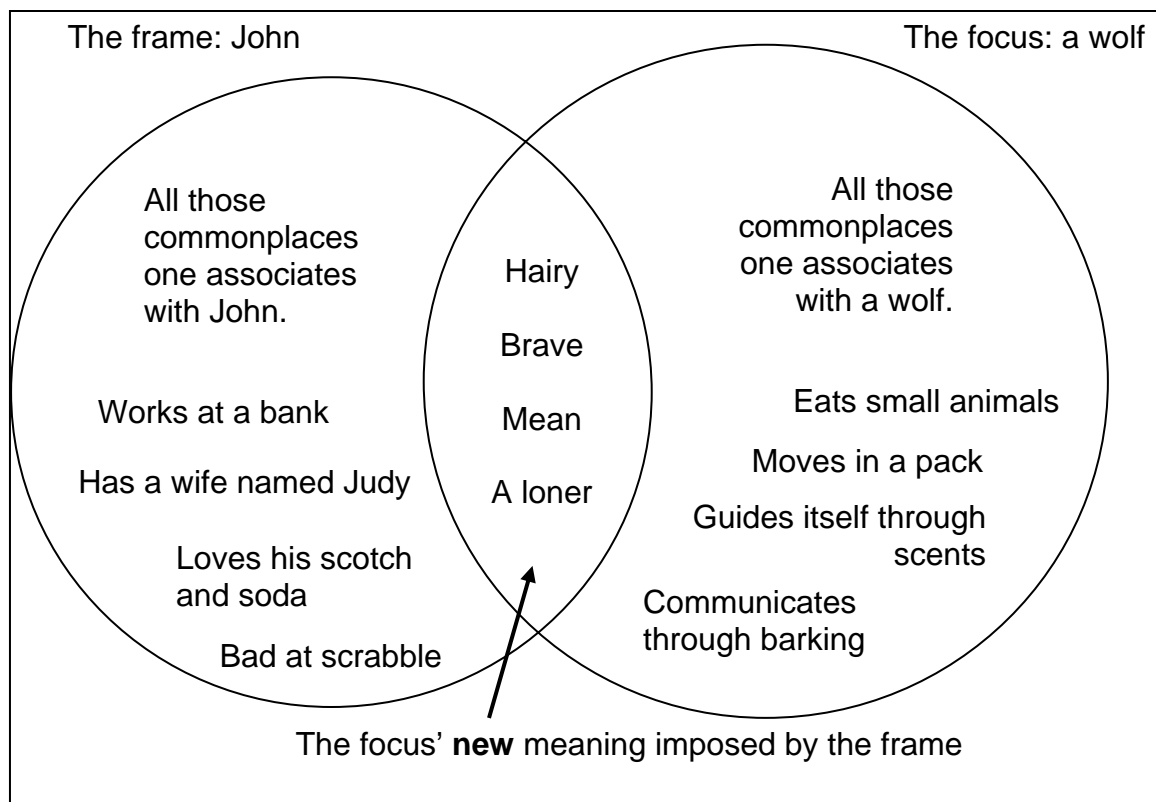 The frame: John
The focus: a wolf
All those
commonplaces
one associates
with John.
Works at a bank
Has a wife named Judy
Loves his scotch
and soda
Bad at scrabble
Hairy
Brave
Mean
A loner
All those
commonplaces
one associates
with a wolf.
Eats small animals
Moves in a pack
Guides itself through
scents
Communicates
through barking
The focus’ new meaning imposed by the frame